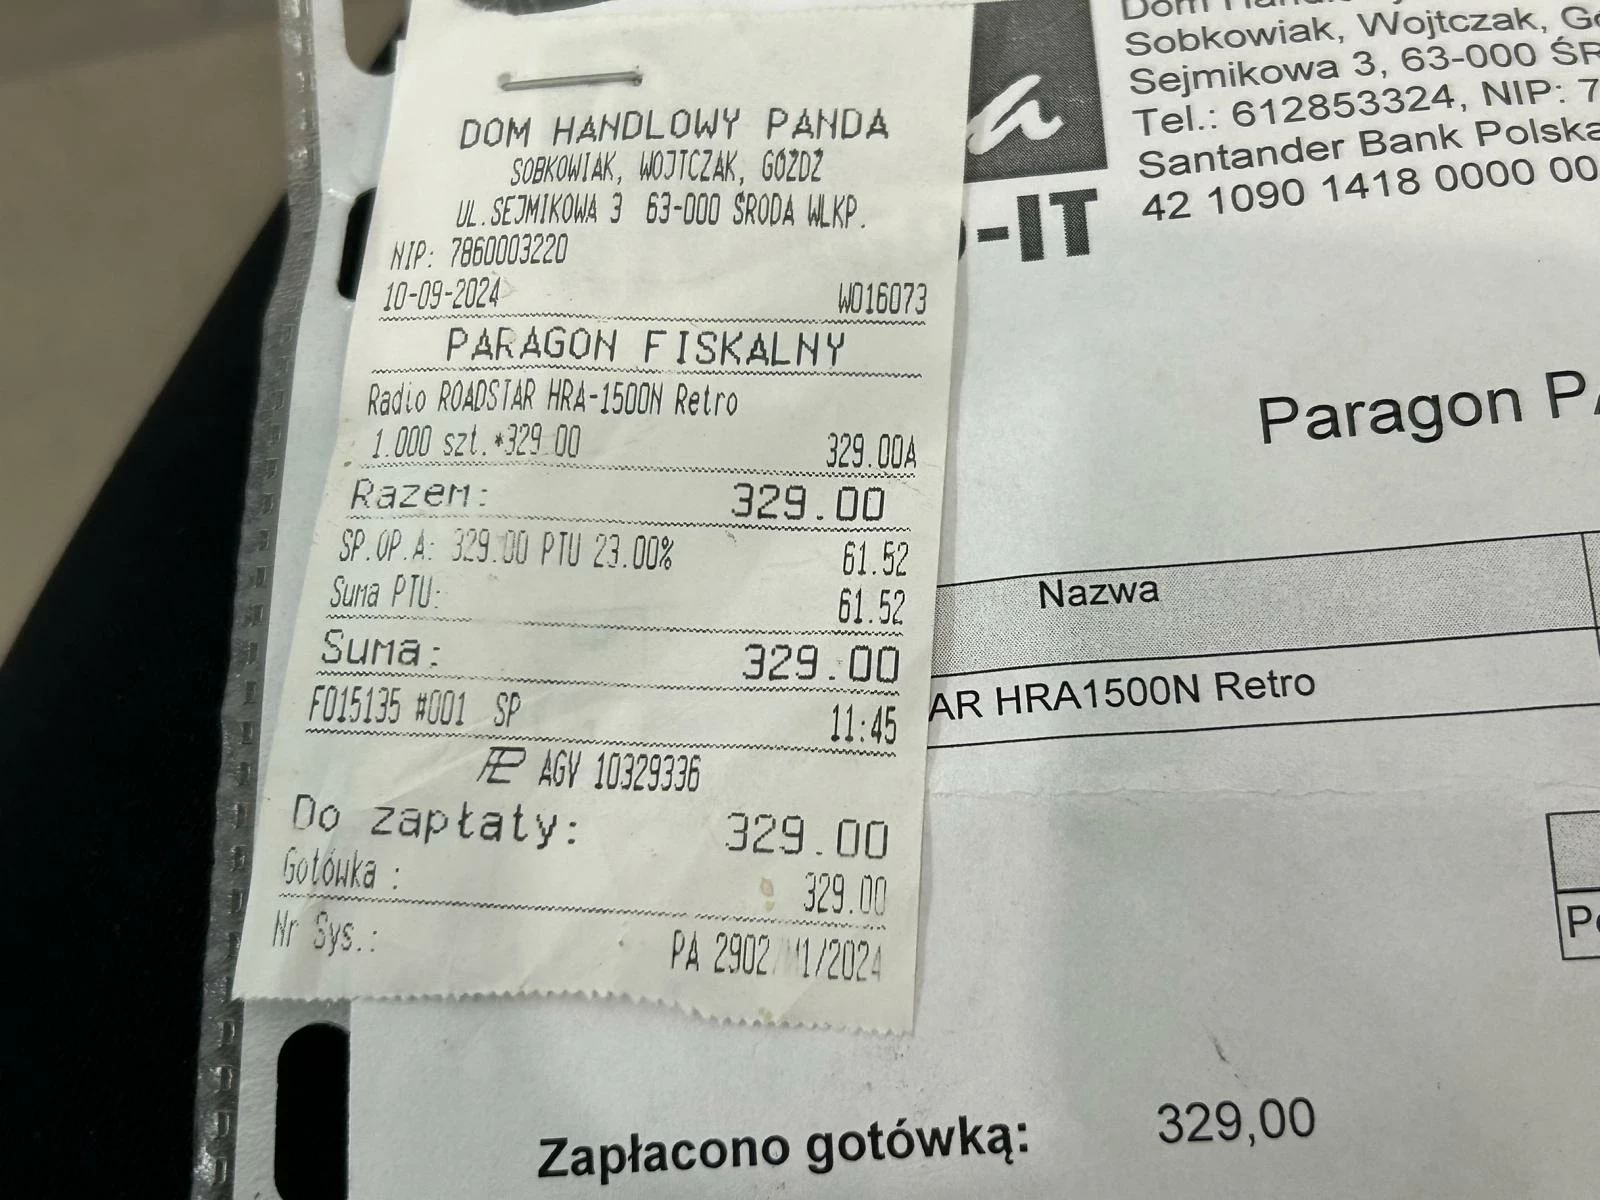 DOM HANDLOWY PANDA
SOBKOWIAK, WOJTCZAK, GÓŹDŹ
UL.SEJMIKOWA 3 63-000 ŚRODA WLKP.
NIP: 7860003220
10-09-2024 W016073
PARAGON FISKALNY
Radio ROADSTAR HRA-1500N Retro
1.000 szt.*329.00 329.00A
Razem: 329.00
SP.OP.A: 329.00 PTU 23.00% 61.52
Suma PTU: 61.52
Suma: 329.00
F015135 #001 SP 11:45
AGV 10329336
Do zapłaty: 329.00
Gotówka : 329.00
Nr Sys.: PA 2902 1/2024
Dom
Sobkowiak, Wojtczak,
Sejmikowa 3, 63-000
Tel.: 612853324, NIP: 7
Santander Bank Polska
42 1090 1418 0000 00
a
-IT
Paragon
Nazwa
AR HRA1500N Retro
Zapłacono gotówką: 329,00